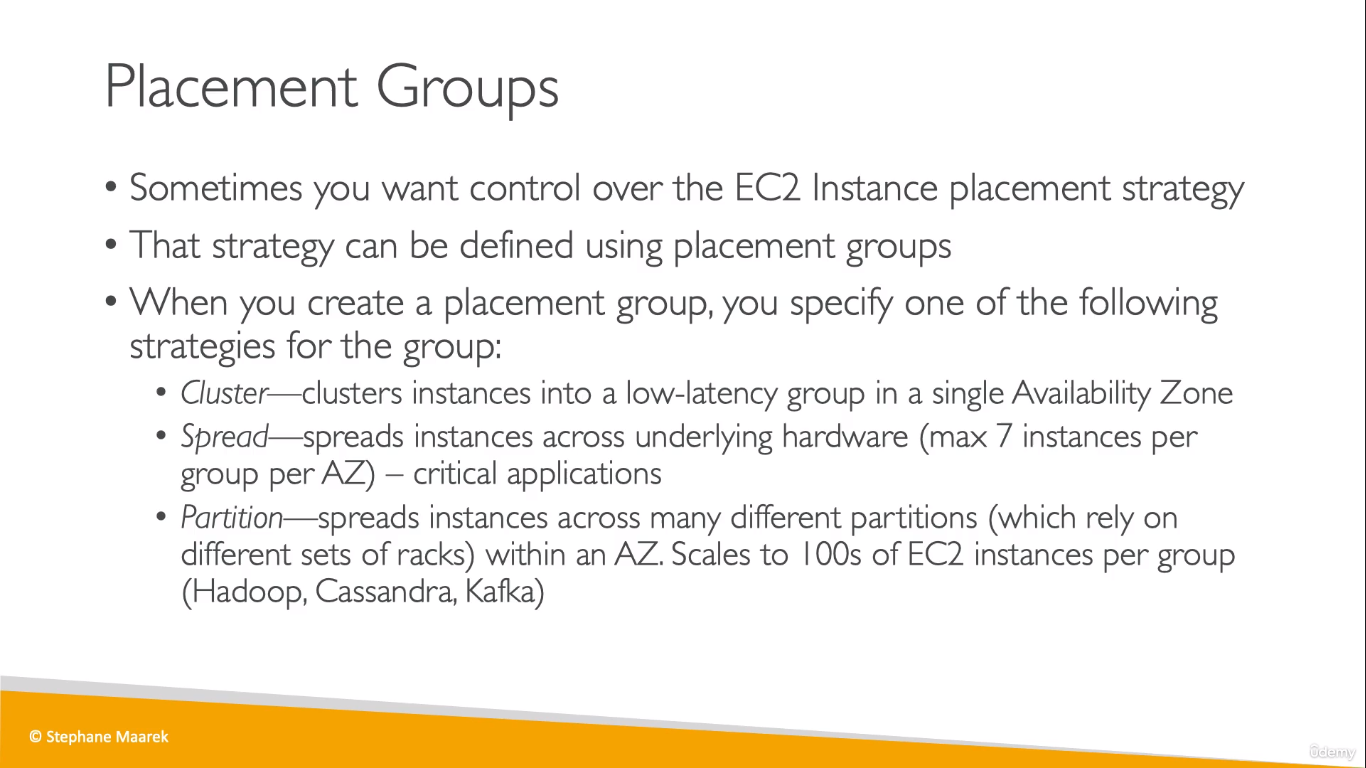 Placement Groups
• Sometimes you want control over the EC2 Instance placement strategy
• That strategy can be defined using placement groups
• When you create a placement group, you specify one of the following
strategies for the group:
• Cluster—clusters instances into a low-latency group in a single Availability Zone
• Spread—spreads instances across underlying hardware (max 7 instances per
group per AZ) – critical applications
• Partition—spreads instances across many different partitions (which rely on
different sets of racks) within an AZ. Scales to 100s of EC2 instances per group
(Hadoop, Cassandra, Kafka)
© Stephane Maarek
ûdemy